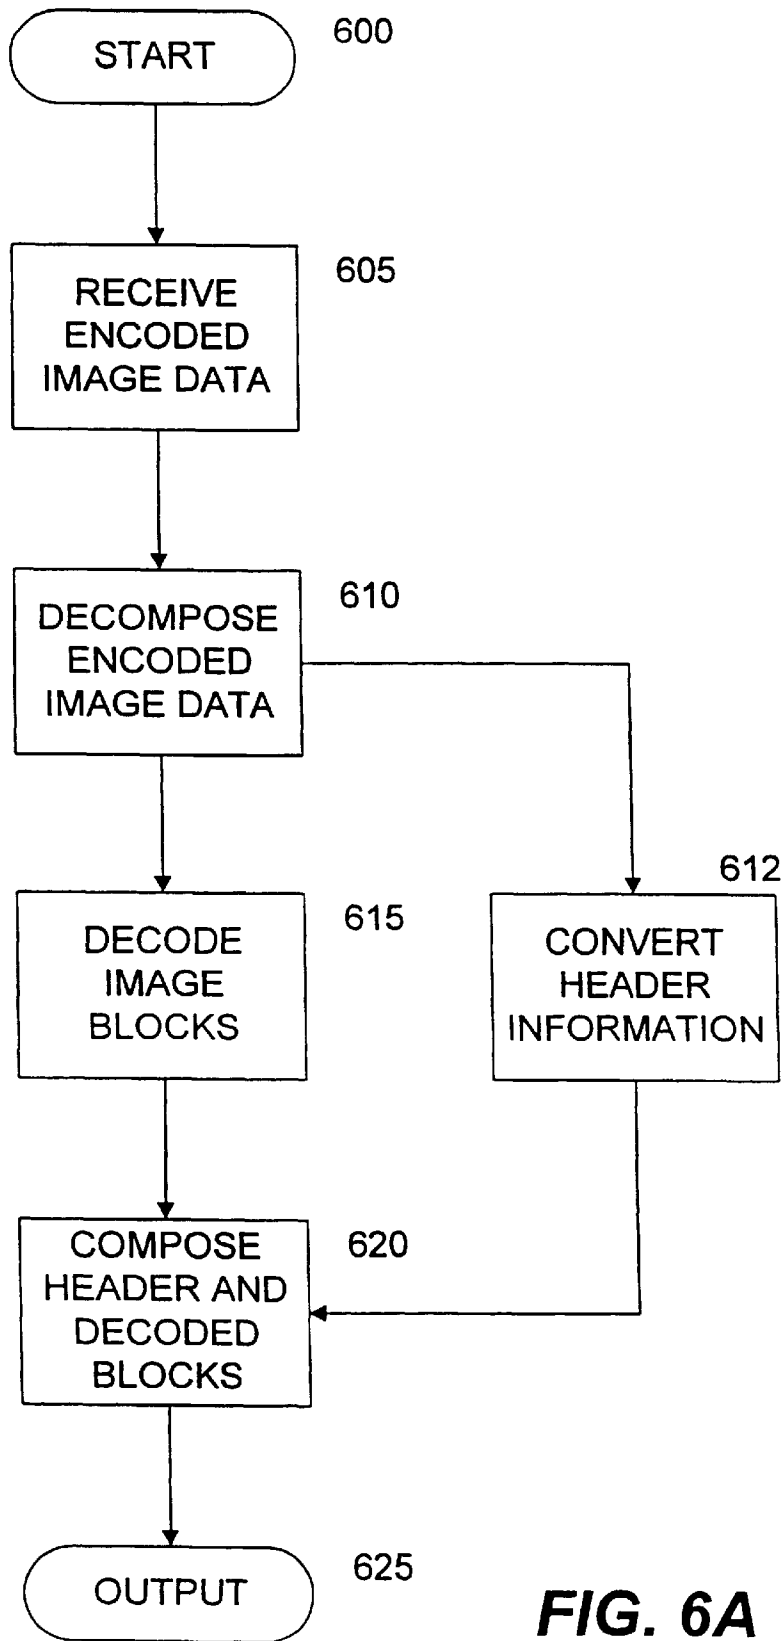 START
600
RECEIVE
ENCODED
IMAGE DATA
605
DECOMPOSE
ENCODED
IMAGE DATA
610
DECODE
IMAGE
BLOCKS
615
CONVERT
HEADER
INFORMATION
612
COMPOSE
HEADER AND
DECODED
BLOCKS
620
OUTPUT
625
FIG. 6A